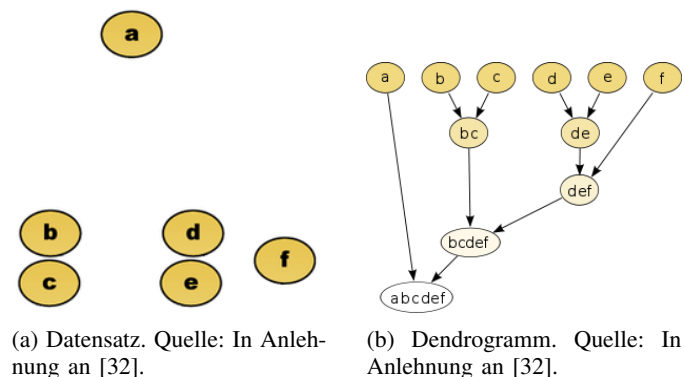 a
b
d
f
c
e
a b c d e f
bc
de
def
bcdef
abcdef
(a) Datensatz. Quelle: In Anleh-
nung an [32].
(b) Dendrogramm. Quelle: In
Anlehnung an [32].